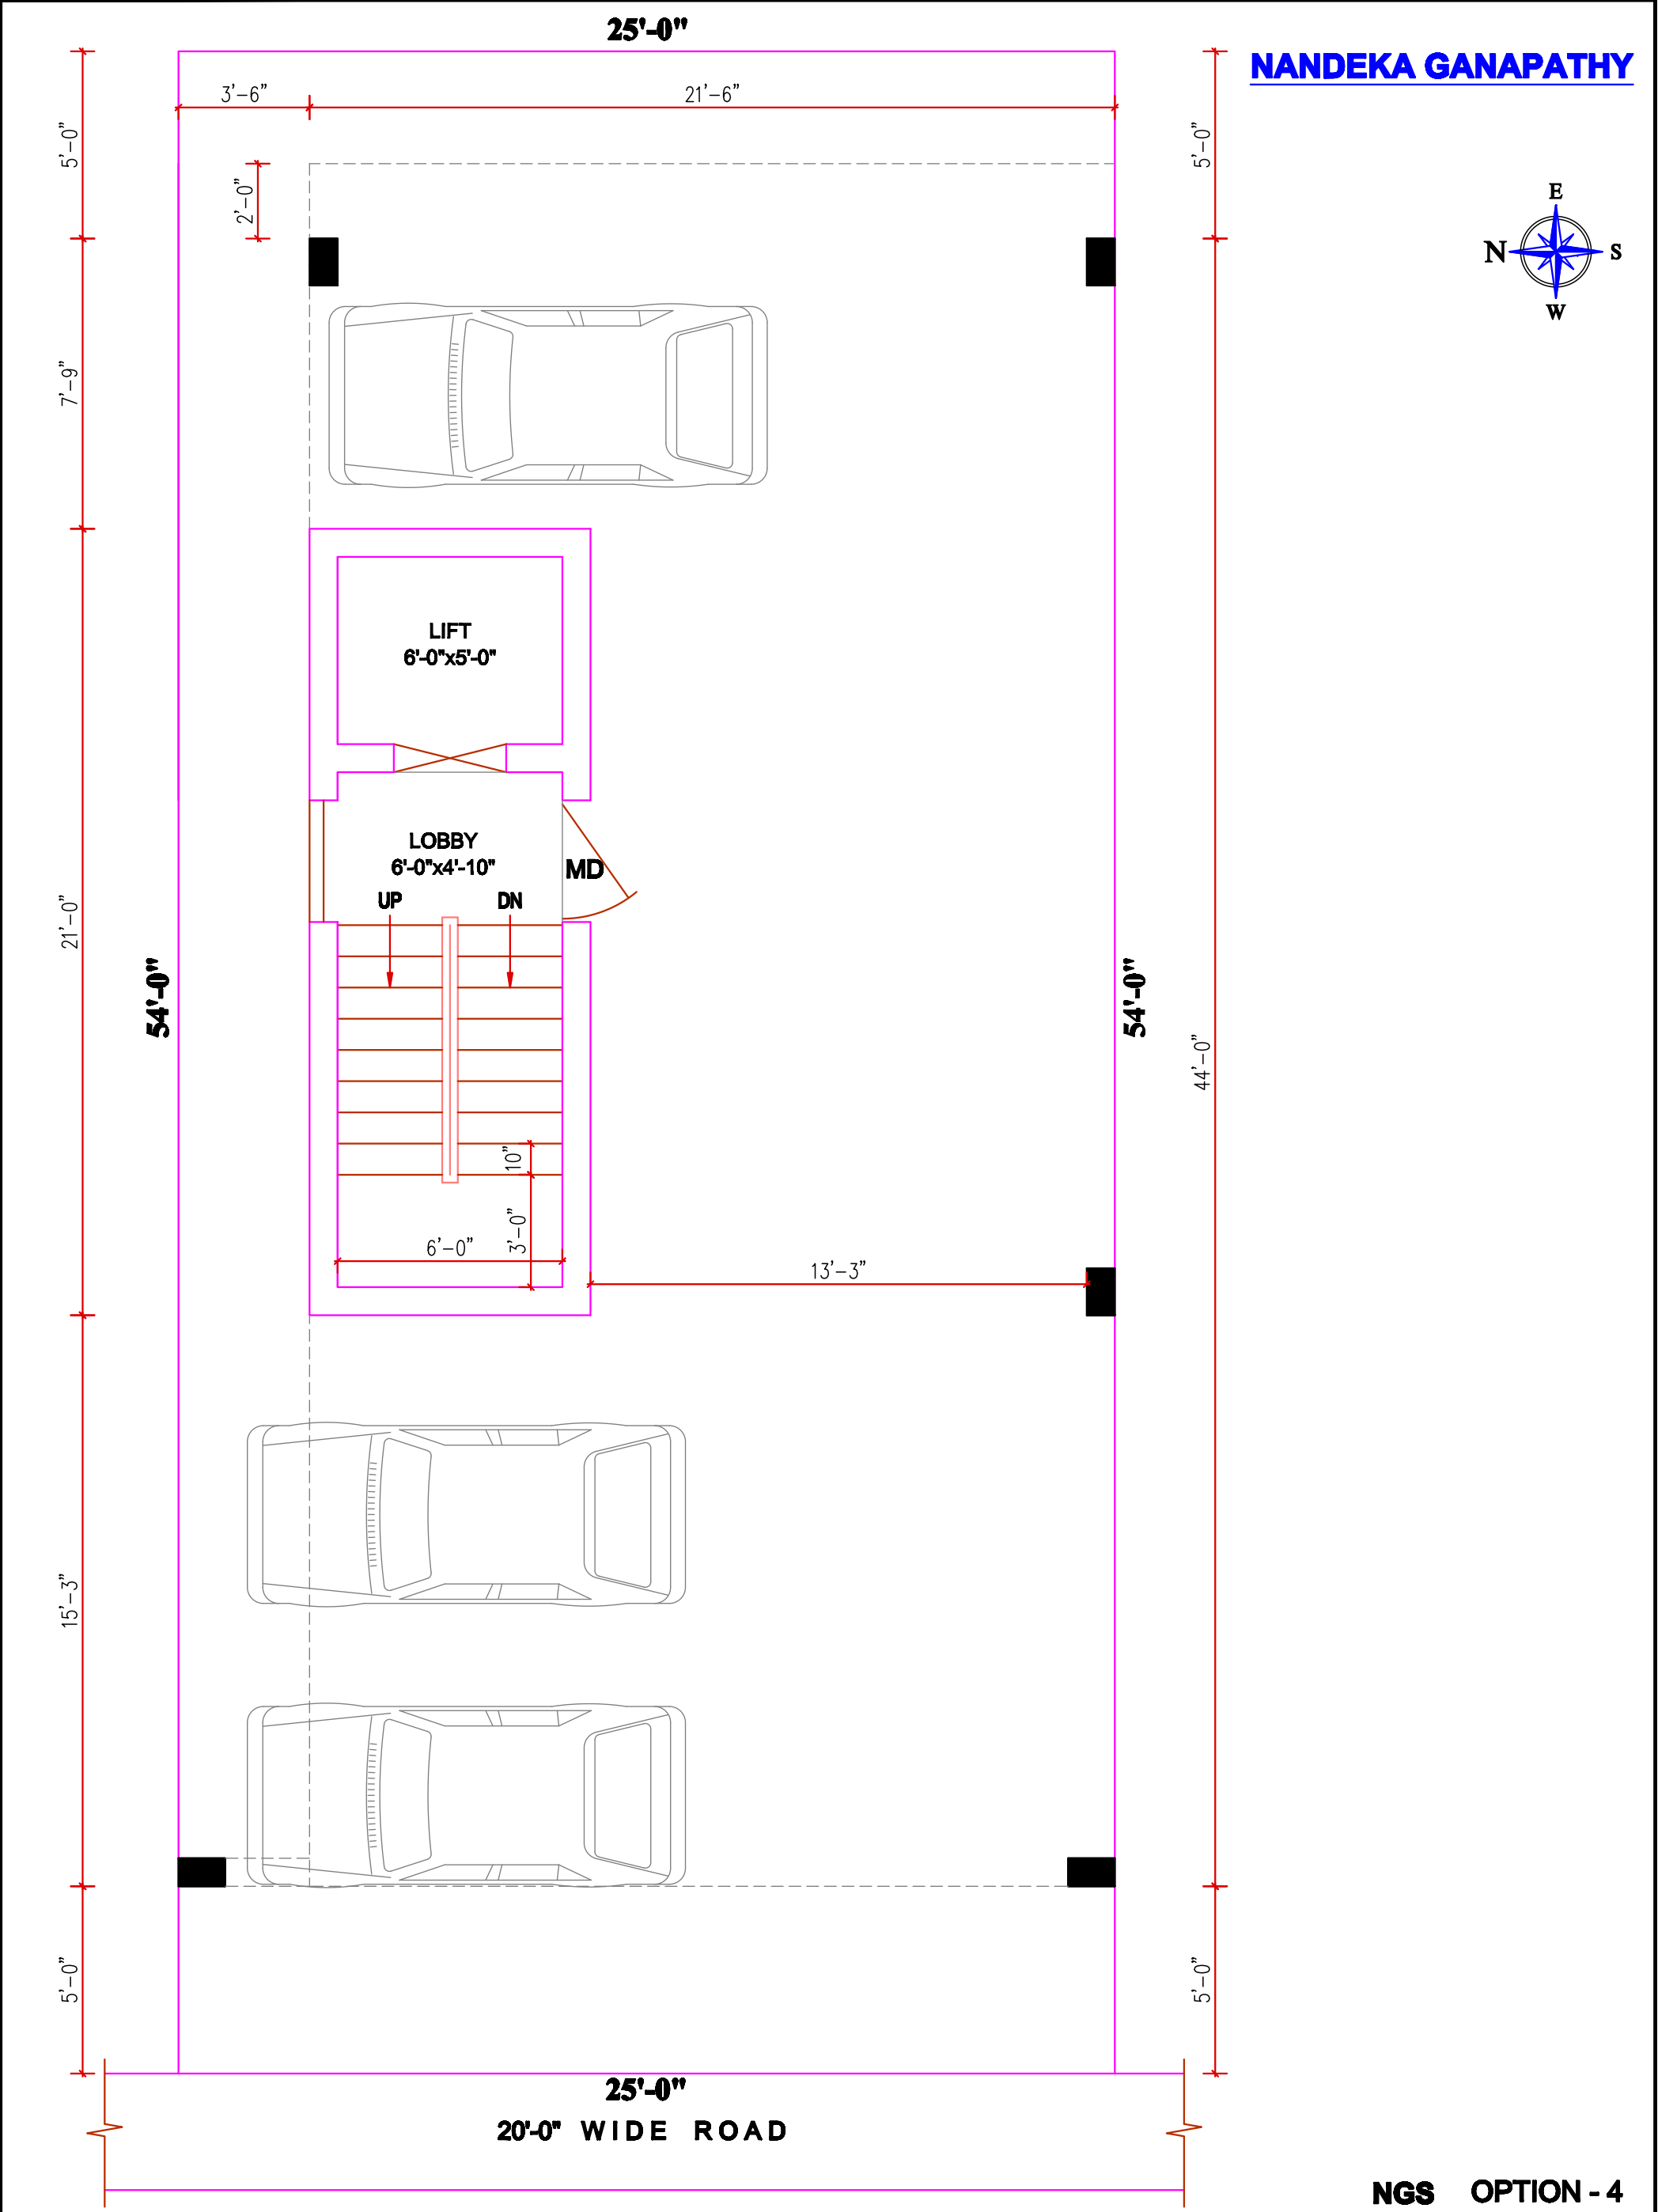 25'-0"
NANDEKA GANAPATHY
3'-6"
21'-6"
5'-0"
5'-0"
2'-0"
E
N
S
W
7'-9"
LIFT
6'-0"x5'-0"
LOBBY
6'-0"x4'-10"
MD
UP
DN
21'-0"
54'-0"
54'-0"
44'-0"
10"
3'-0"
6'-0"
13'-3"
15'-3"
5'-0"
5'-0"
25'-0"
20'-0" WIDE ROAD
NGS OPTION - 4